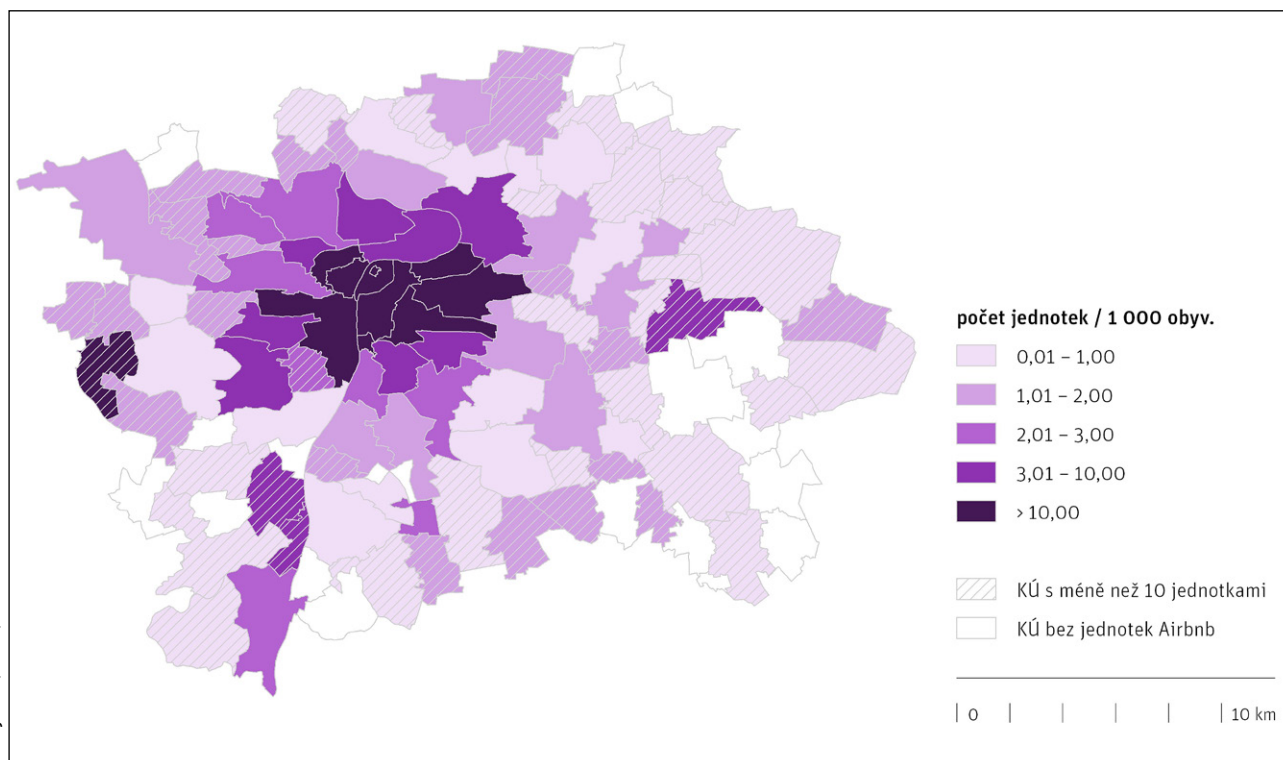 počet jednotek / 1 000 obyv.
0,01 – 1,00
1,01 – 2,00
2,01 – 3,00
3,01 – 10,00
> 10,00
KÚ s méně než 10 jednotkami
KÚ bez jednotek Airbnb
0 10 km